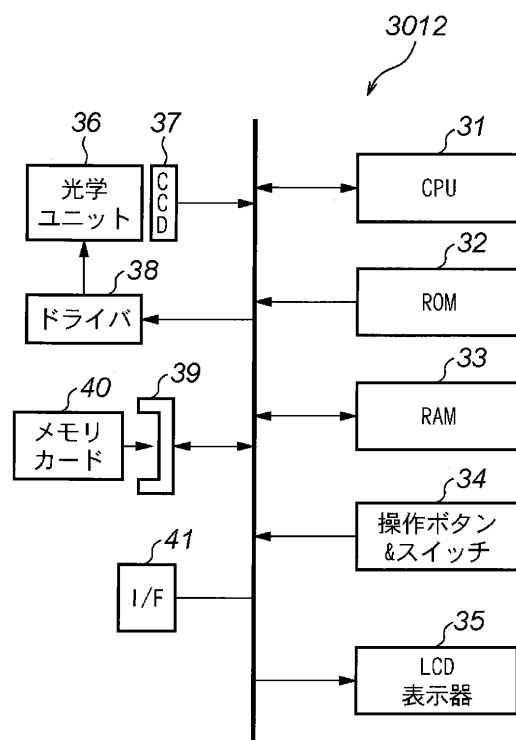 3012
36
37
光学
ユニット
CCD
38
ドライバ
39
40
メモリ
カード
41
I/F
31
CPU
32
ROM
33
RAM
34
操作ボタン
&スイッチ
35
LCD
表示器